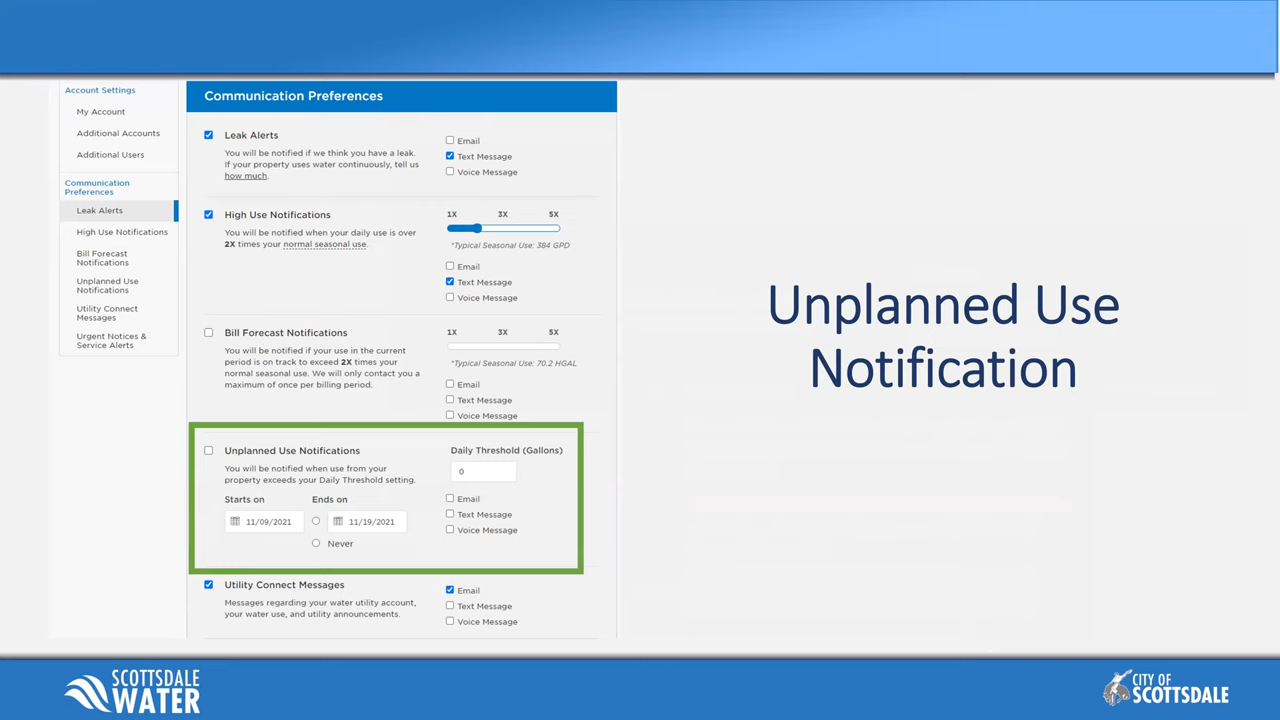 Account Settings
My Account
Additional Accounts
Additional Users
Communication
Preferences
Leak Alerts
High Use Notifications
Bill Forecast
Notifications
Unplanned Use
Notifications
Utility Connect
Messages
Urgent Notices &
Service Alerts
Communication Preferences
Leak Alerts
You will be notified if we think you have a leak.
If your property uses water continuously, tell us
how much.
Email
Text Message
Voice Message
High Use Notifications
You will be notified when your daily use is over
2X times your normal seasonal use.
1X 3X 5X
*Typical Seasonal Use: 384 GPD
Email
Text Message
Voice Message
Bill Forecast Notifications
You will be notified if your use in the current
period is on track to exceed 2X times your
normal seasonal use. We will only contact you a
maximum of once per billing period.
1X 3X 5X
*Typical Seasonal Use: 70.2 HGAL
Email
Text Message
Voice Message
Unplanned Use Notifications
You will be notified when use from your
property exceeds your Daily Threshold setting.
Starts on Ends on
11/09/2021 11/19/2021
Never
Daily Threshold (Gallons)
0
Email
Text Message
Voice Message
Utility Connect Messages
Messages regarding your water utility account,
your water use, and utility announcements.
Email
Text Message
Voice Message
Unplanned Use
Notification
SCOTTSDALE
WATER
CITY OF
SCOTTSDALE